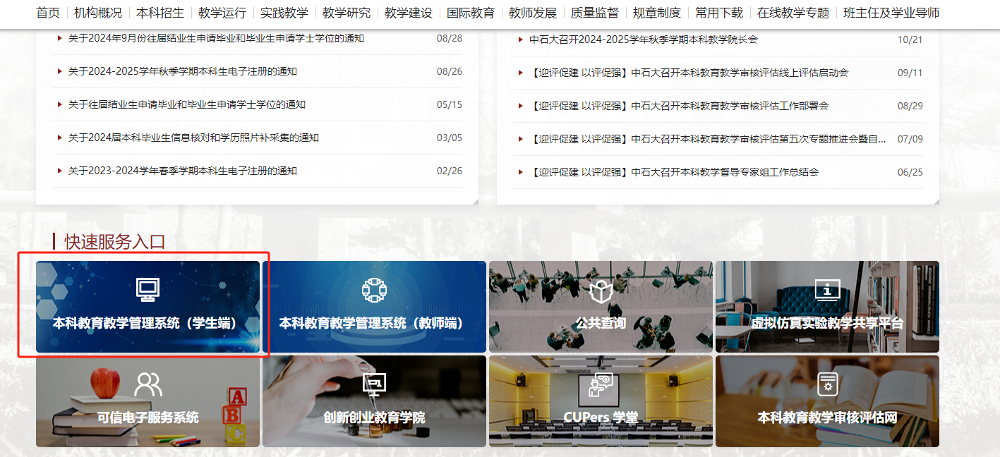 首页 机构概况 本科招生 教学运行 实践教学 教学研究 教学建设 国际教育 教师发展 质量监督 规章制度 常用下载 在线教学专题 班主任及学业导师
关于2024年9月份往届结业生申请毕业和毕业生申请学士学位的通知 08/28
关于2024-2025学年秋季学期本科生电子注册的通知 08/26
关于往届结业生申请毕业和毕业生申请学士学位的通知 05/15
关于2024届本科毕业生信息核对和学历照片补采集的通知 03/05
关于2023-2024学年春季学期本科生电子注册的通知 02/26
中石大召开2024-2025学年秋季学期本科教学院长会 10/21
【迎评促建 以评促强】中石大召开本科教育教学审核评估线上评估启动会 09/11
【迎评促建 以评促强】中石大召开本科教育教学审核评估工作部署会 08/29
【迎评促建 以评促强】中石大召开本科教育教学审核评估第五次专题推进会暨自... 07/09
【迎评促建 以评促强】中石大召开本科教学督导专家组工作总结会 06/25
快速服务入口
本科教育教学管理系统（学生端）
本科教育教学管理系统（教师端）
公共查询
虚拟仿真实验教学共享平台
可信电子服务系统
A
B
C
创新创业教育学院
CUPers 学堂
本科教育教学审核评估网